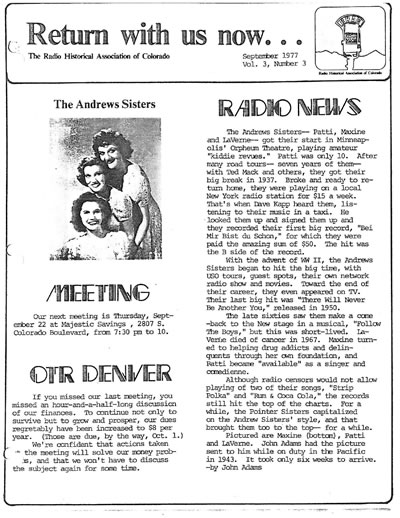 Return with us now...
The Radio Historical Association of Colorado
September 1977
Vol. 3, Number 3
Radio Historical Association of Colorado
The Andrews Sisters
MEETING
Our next meeting is Thursday, Sept-
ember 22 at Majestic Savings , 2807 S.
Colorado Boulevard, from 7:30 pm to 10.
OTR DENVER
If you missed our last meeting, you
missed an hour-and-a-half-long discussion
of our finances. To continue not only to
survive but to grow and prosper, our dues
regretably have been increased to $8 per
year. (Those are due, by the way, Oct. 1.)
We're confident that actions taken
the meeting will solve our money prob-
s, and that we won't have to discuss
the subject again for some time.
RADIO NEWS
The Andrews Sisters-- Patti, Maxine
and LaVerne-- got their start in Minneap-
olis' Orpheum Theatre, playing amateur
"kiddie revues." Patti was only 10. After
many road tours-- seven years of them--
with Ted Mack and others, they got their
big break in 1937. Broke and ready to re-
turn home, they were playing on a local
New York radio station for $15 a week.
That's when Dave Kapp heard them, lis-
tening to their music in a taxi. He
looked them up and signed them up and
they recorded their first big record, "Bei
Mir Bist du Schon," for which they were
paid the amazing sum of $50. The hit was
the B side of the record.
With the advent of WW II, the Andrews
Sisters began to hit the big time, with
USO tours, guest spots, their own network
radio show and movies. Toward the end of
their career, they even appeared on TV.
Their last big hit was "There Will Never
Be Another You," released in 1950.
The late sixties saw them make a come
-back to the New stage in a musical, "Follow
The Boys," but this was short-lived. La-
Verne died of cancer in 1967. Maxine turn-
ed to helping drug addicts and delin-
quents through her own foundation, and
Patti became "available" as a singer and
comedienne.
Although radio censors would not allow
playing of two of their songs, "Strip
Polka" and "Rum & Coca Cola," the records
still hit the top of the charts. For a
while, the Pointer Sisters capitalized
on the Andrew Sisters' style, and that
brought them too to the top-- for a while.
Pictured are Maxine (bottom), Patti
and LaVerne. John Adams had the picture
sent to him while on duty in the Pacific
in 1943. It took only six weeks to arrive.
-by John Adams